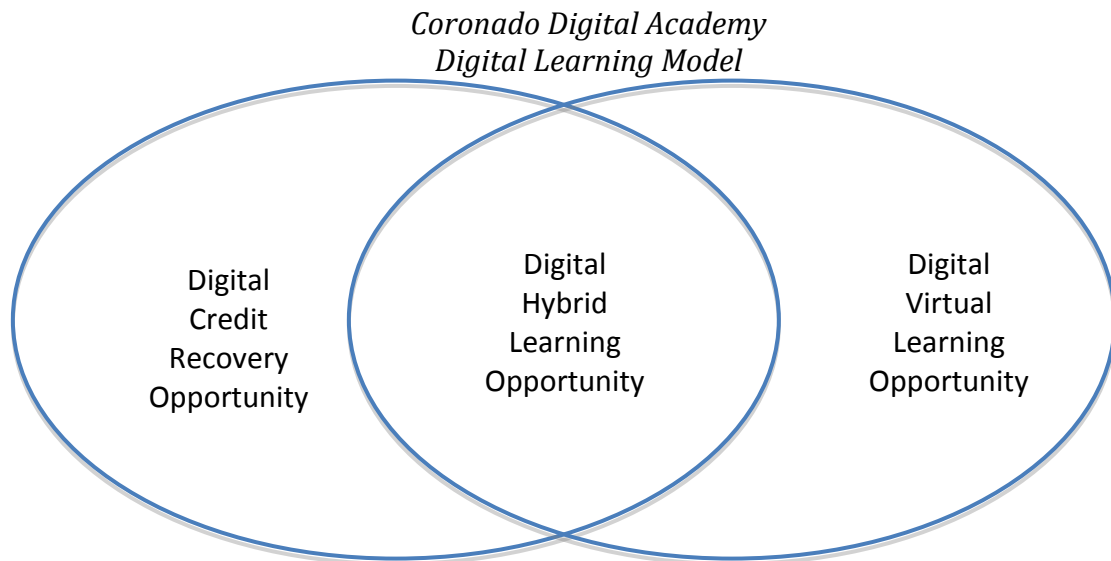 Coronado Digital Academy
Digital Learning Model
Digital
Credit
Recovery
Opportunity
Digital
Hybrid
Learning
Opportunity
Digital
Virtual
Learning
Opportunity